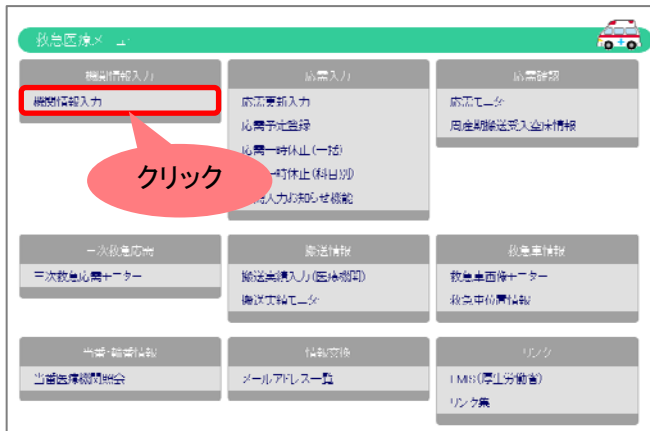 救急医療メニュー
機関情報入力
機関情報入力
応需入力
応需更新入力
応需予定登録
応需一時休止(一括)
一時休止(科目別)
入力お知らせ機能
応需確認
応需モニター
周産期搬送受入空床情報
クリック
三次救急応需
三次救急応需モニター
搬送情報
搬送実績入力(医療機関)
搬送実績モニター
救急車情報
救急車画像モニター
救急車位置情報
当番・輪番情報
当番医療機関照会
情報交換
メールアドレス一覧
リンク
EMIS(厚生労働省)
リンク集